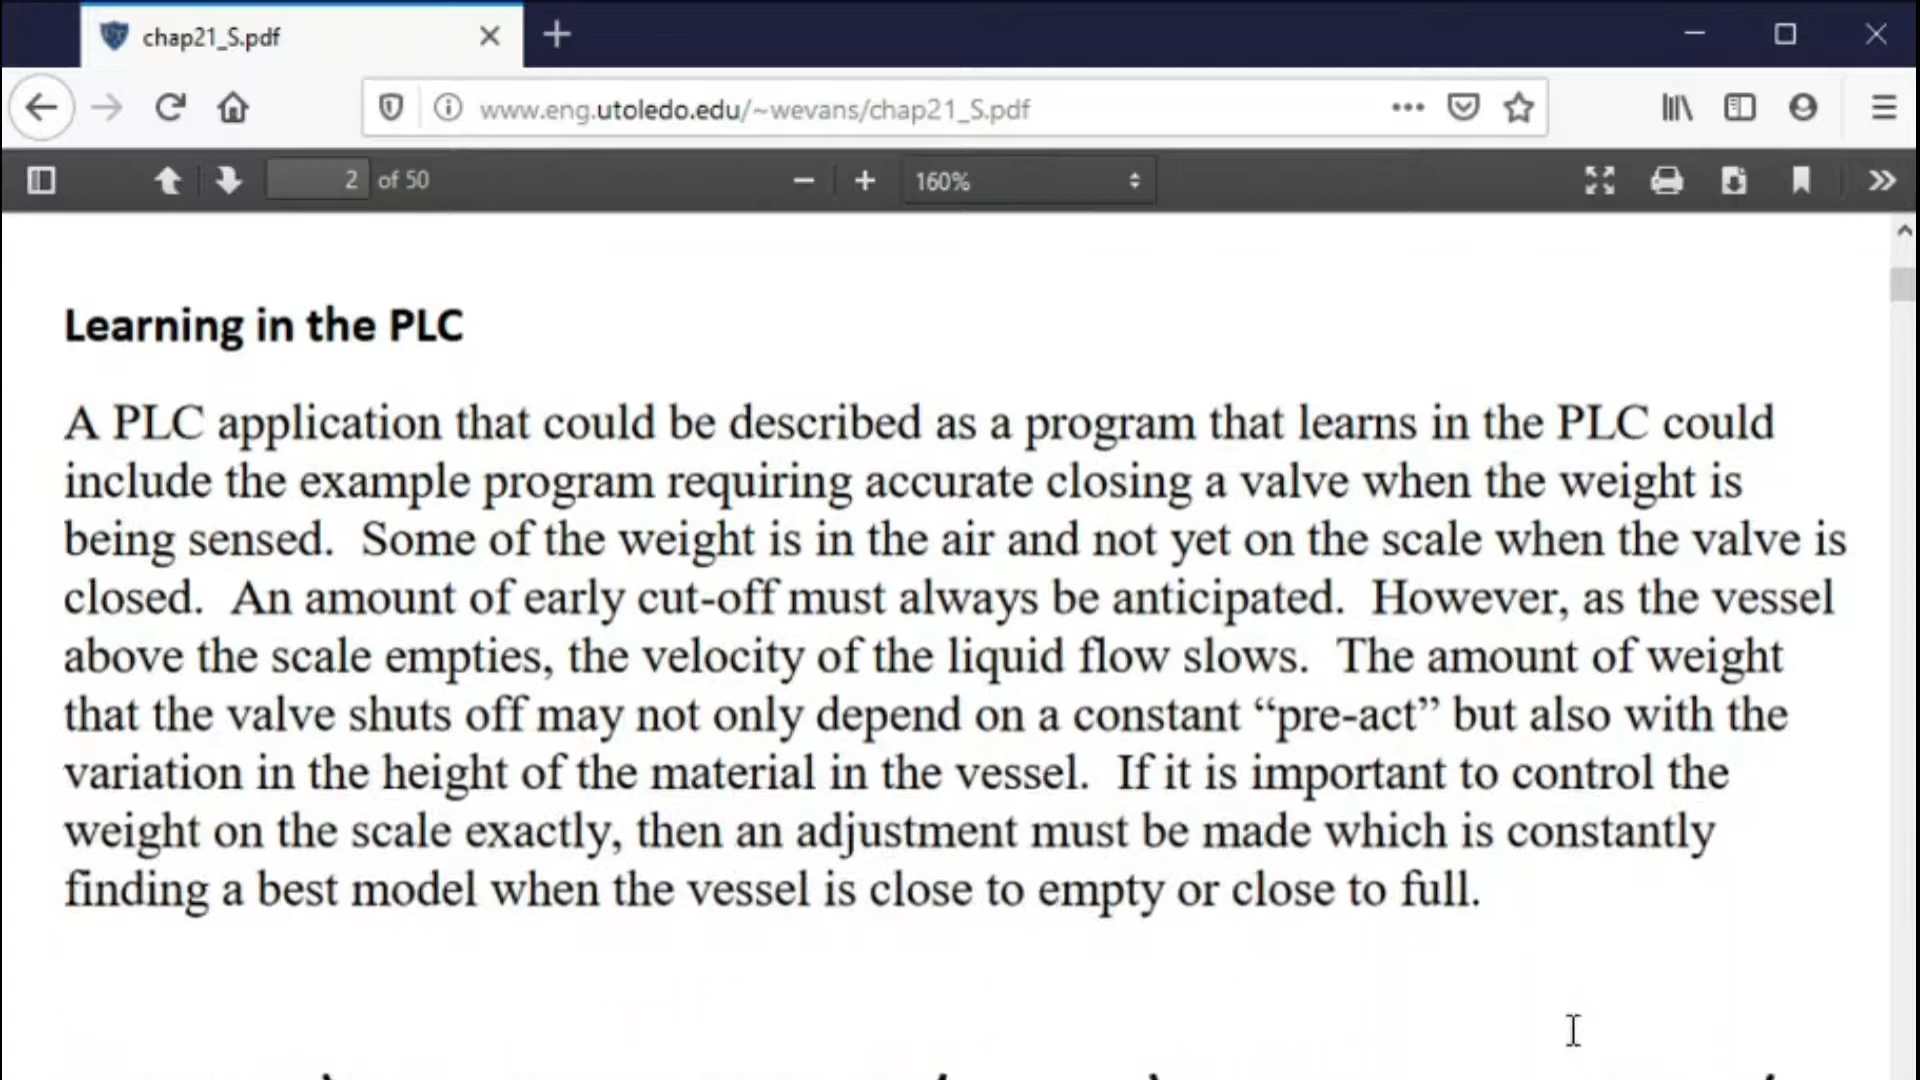 chap21_S.pdf
www.eng.utoledo.edu/~wevans/chap21_S.pdf
2 of 50
160%
Learning in the PLC
A PLC application that could be described as a program that learns in the PLC could
include the example program requiring accurate closing a valve when the weight is
being sensed.  Some of the weight is in the air and not yet on the scale when the valve is
closed.  An amount of early cut-off must always be anticipated.  However, as the vessel
above the scale empties, the velocity of the liquid flow slows.  The amount of weight
that the valve shuts off may not only depend on a constant “pre-act” but also with the
variation in the height of the material in the vessel.  If it is important to control the
weight on the scale exactly, then an adjustment must be made which is constantly
finding a best model when the vessel is close to empty or close to full.